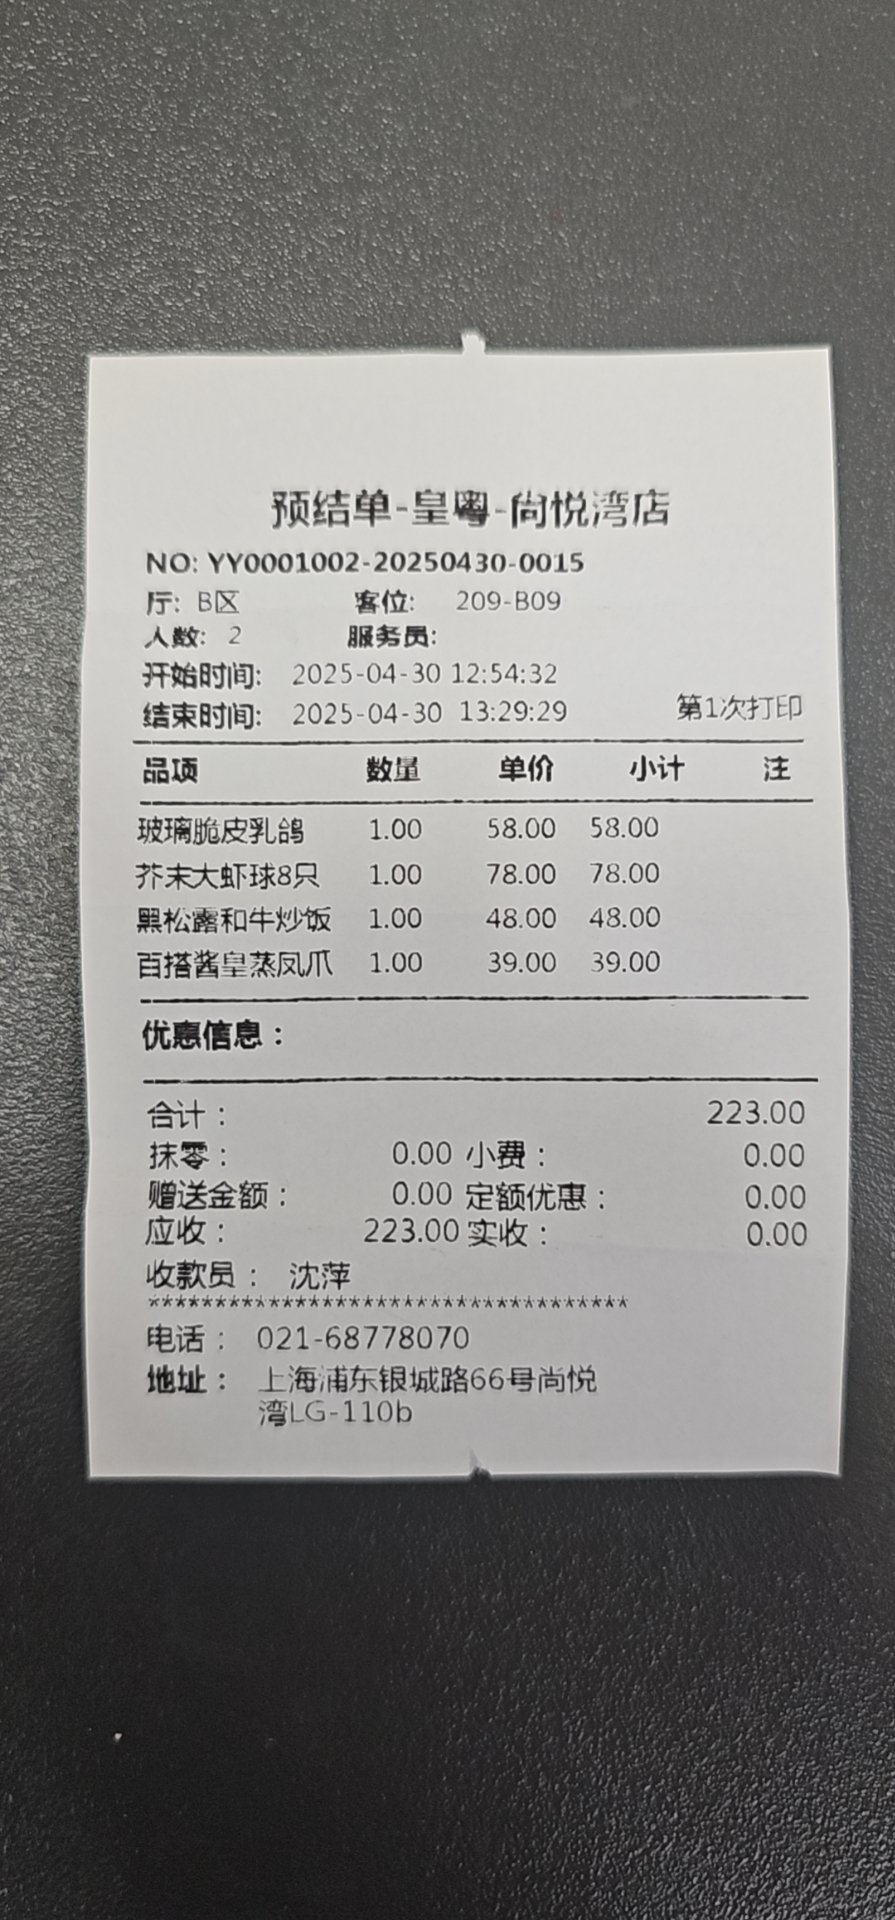 预结单-皇粤-尚悦湾店
NO: YY0001002-20250430-0015
厅: B区 客位: 209-B09
人数: 2 服务员:
开始时间: 2025-04-30 12:54:32
结束时间: 2025-04-30 13:29:29 第1次打印
品项 数量 单价 小计 注
玻璃脆皮乳鸽 1.00 58.00 58.00
芥末大虾球8只 1.00 78.00 78.00
黑松露和牛炒饭 1.00 48.00 48.00
百搭酱皇蒸凤爪 1.00 39.00 39.00
优惠信息：
合计： 223.00
抹零： 0.00 小费： 0.00
赠送金额： 0.00 定额优惠： 0.00
应收： 223.00 实收： 0.00
收款员： 沈萍
************************************
电话： 021-68778070
地址： 上海浦东银城路66号尚悦
湾LG-110b